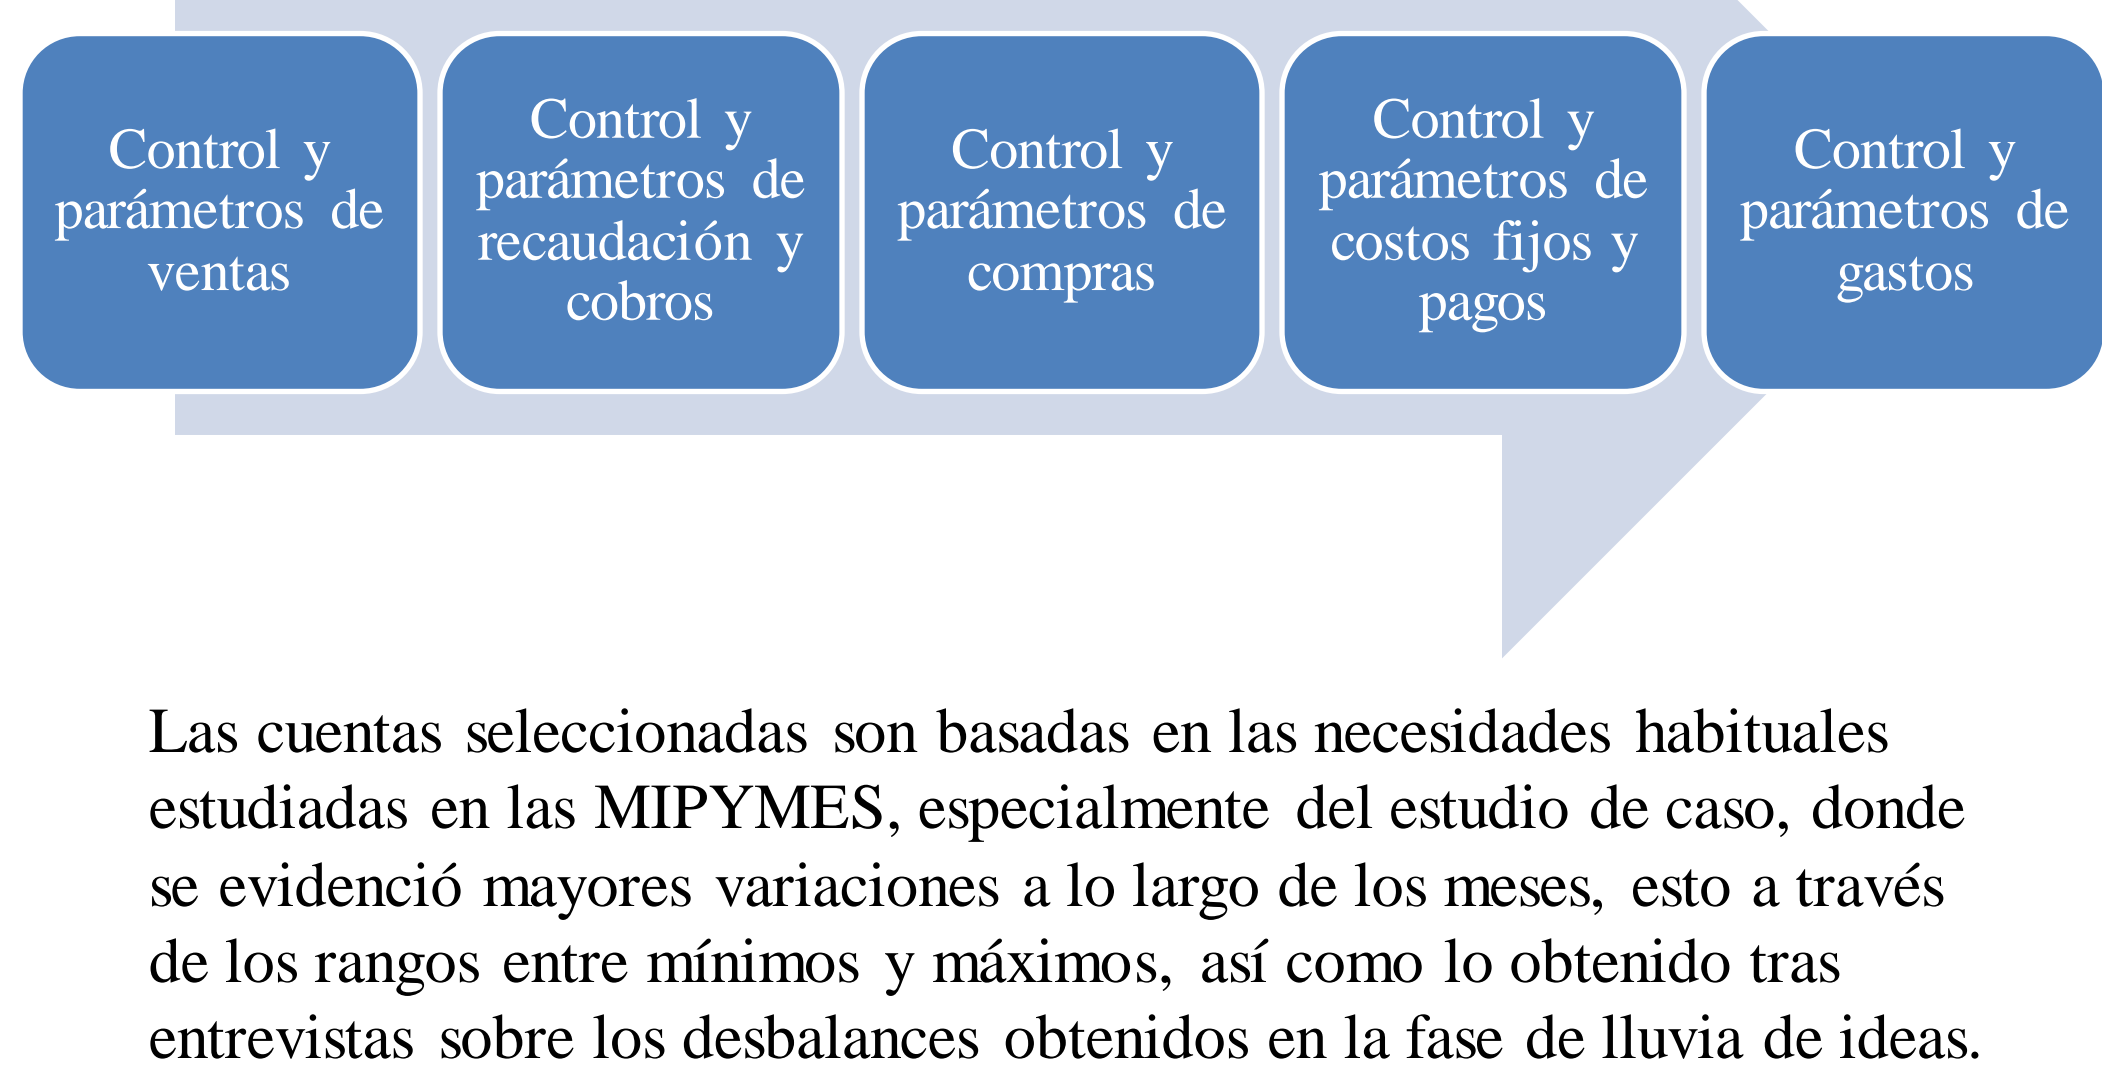 Control y
parámetros de
ventas
Control y
parámetros de
recaudación y
cobros
Control y
parámetros de
compras
Control y
parámetros de
costos fijos y
pagos
Control y
parámetros de
gastos
Las cuentas seleccionadas son basadas en las necesidades habituales
estudiadas en las MIPYMES, especialmente del estudio de caso, donde
se evidenció mayores variaciones a lo largo de los meses, esto a través
de los rangos entre mínimos y máximos, así como lo obtenido tras
entrevistas sobre los desbalances obtenidos en la fase de lluvia de ideas.